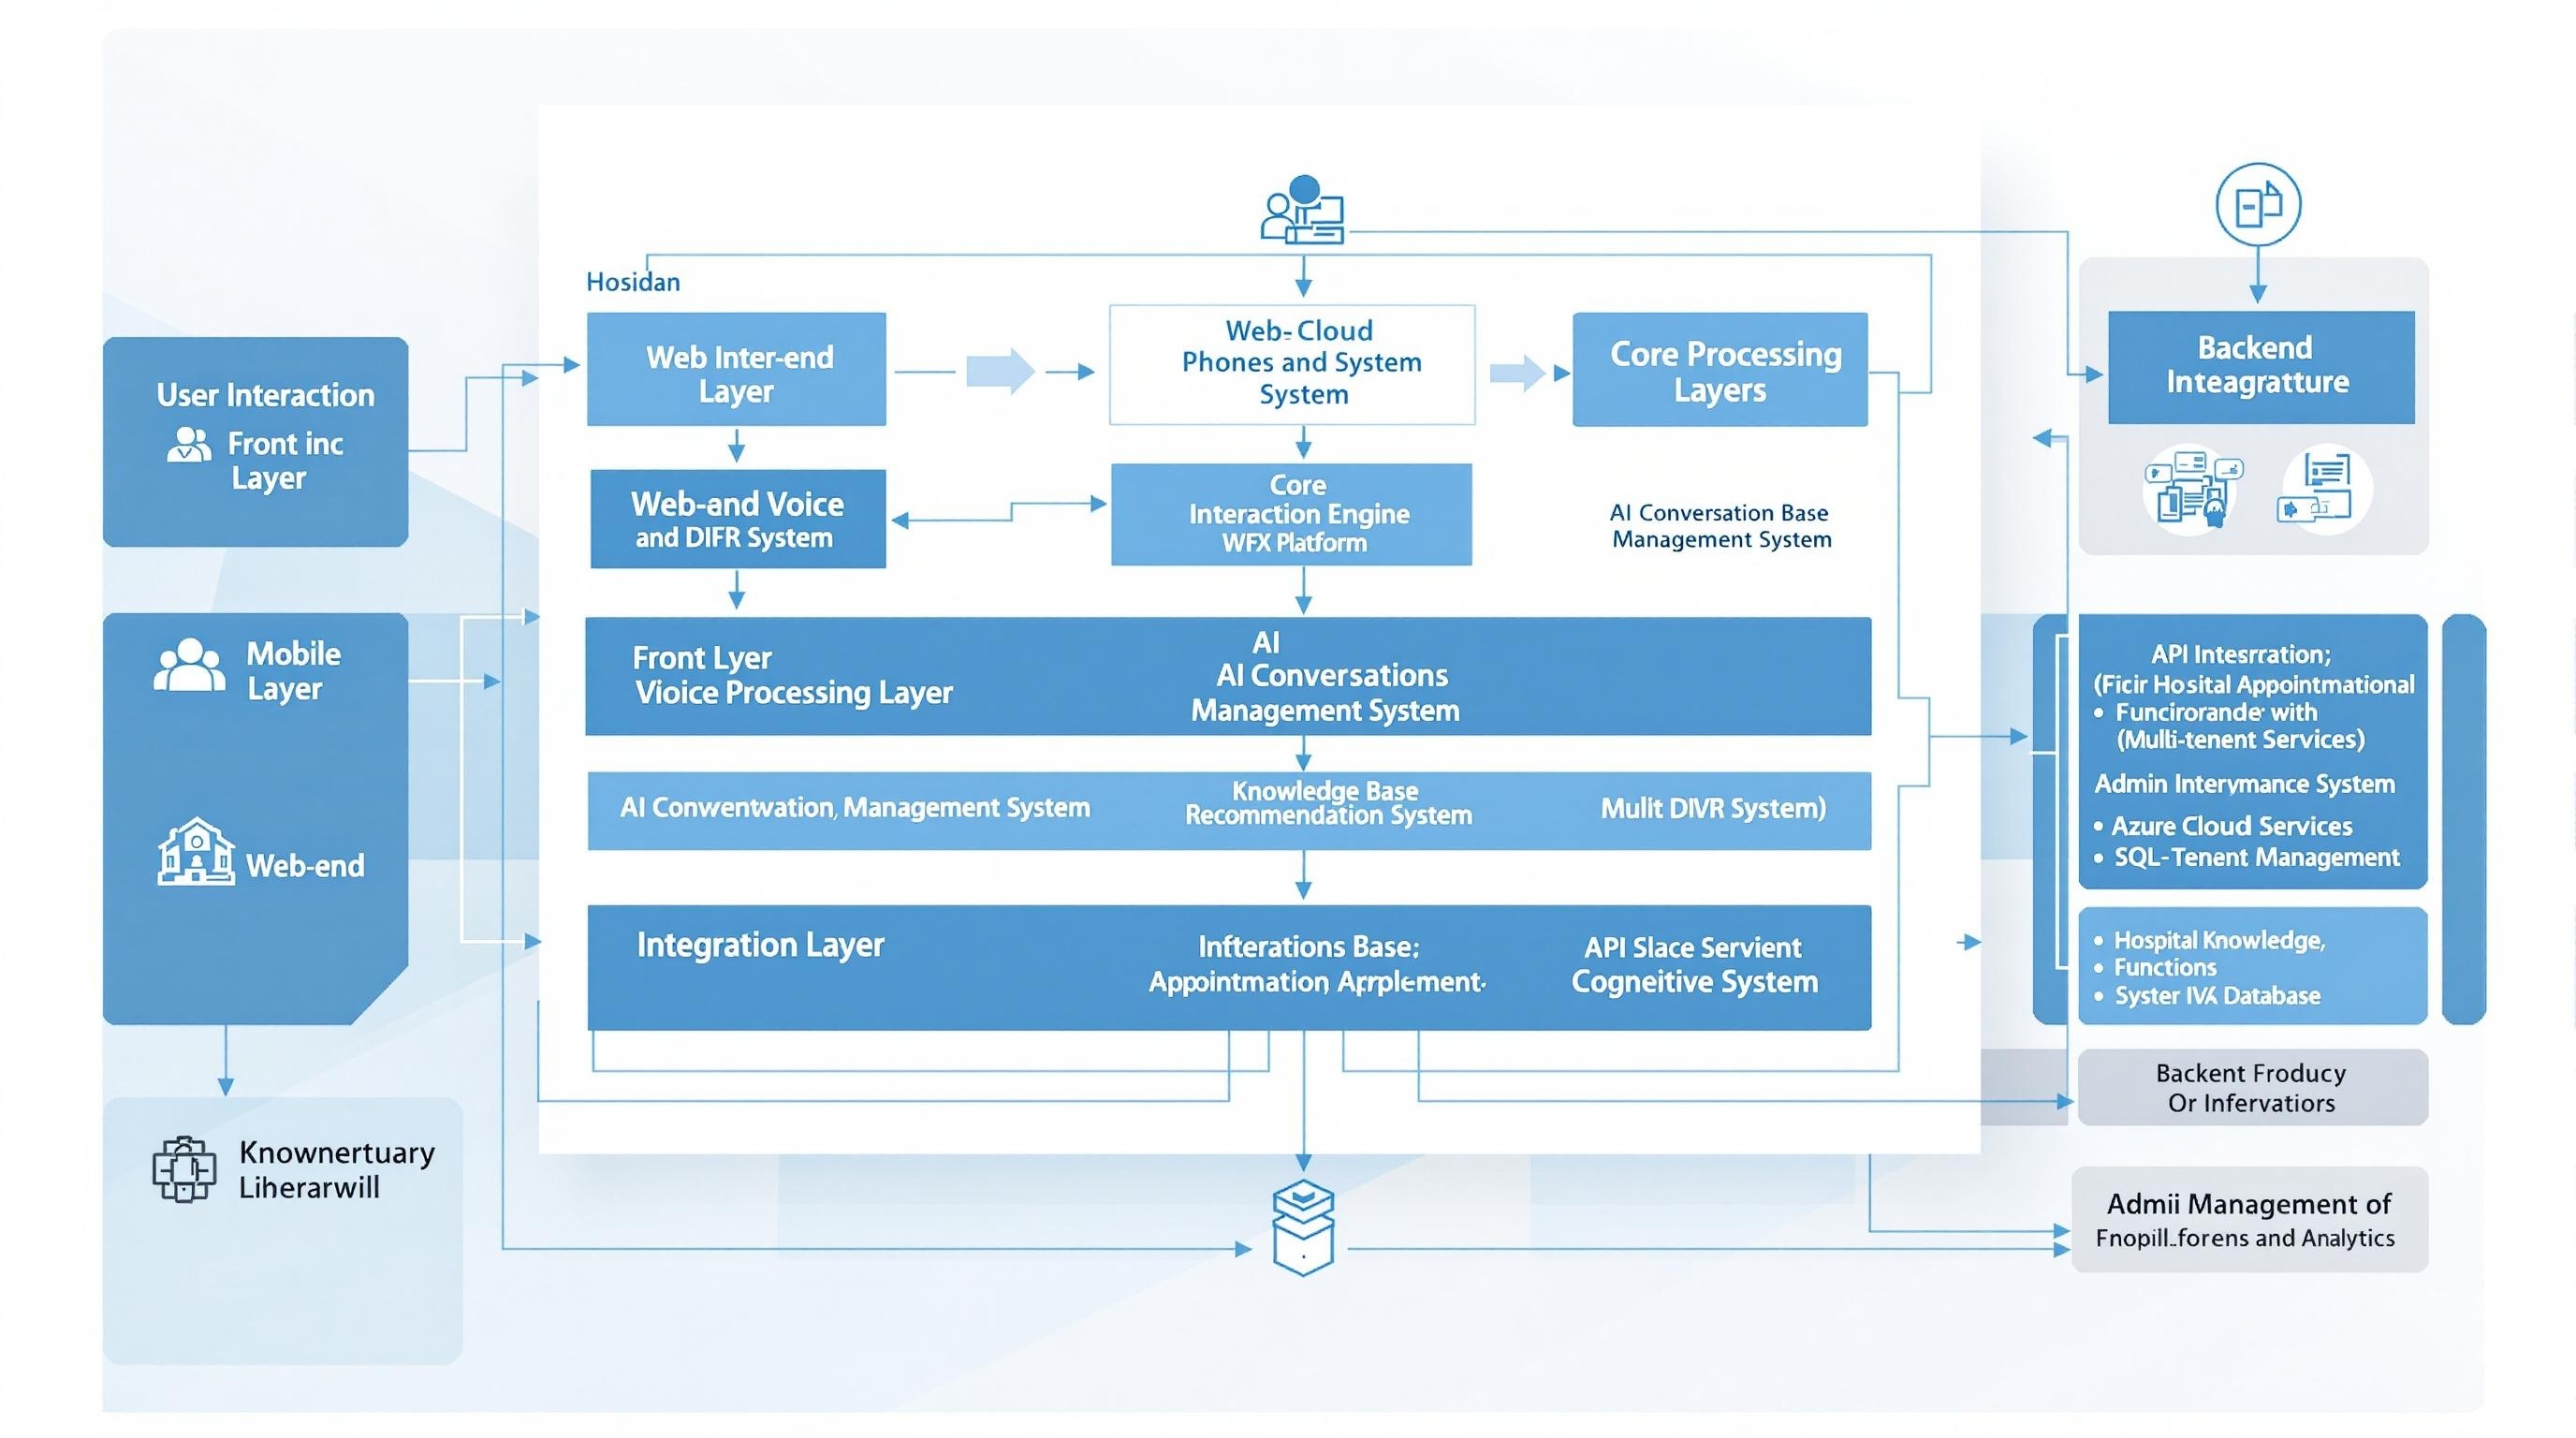 User Interaction
Front inc
Layer
Mobile
Layer
Web-end
Knownertuary
Liherarwill
Hosidan
Web Inter-end
Layer
Web-Cloud
Phones and System
System
Core Processing
Layers
Web-and Voice
and DIFR System
Core
Interaction Engine
WFX Platform
AI Conversation Base
Management System
Front Lyer
Vioice Processing Layer
AI
AI Conversations
Management System
AI Conwentwation, Management System
Knowledge Base
Recommendation System
Mulit DIVR System)
Integration Layer
Infterations Base:
Appointmation Arrplement.
API Slace Servient
Cogneitive System
Backend
Inteagratture
API Intesrration;
(Ficir Hosital Appointmational
• Funcirorande with
(Multi-tenent Services)
Admin Interymance System
• Azure Cloud Services
• SQL-Tenent Management
• Hospital Knowledge,
• Functions
• Syster Database
Backent Froducy
Or Infervatiors
Admii Management of
Fnopill.forens and Analytics